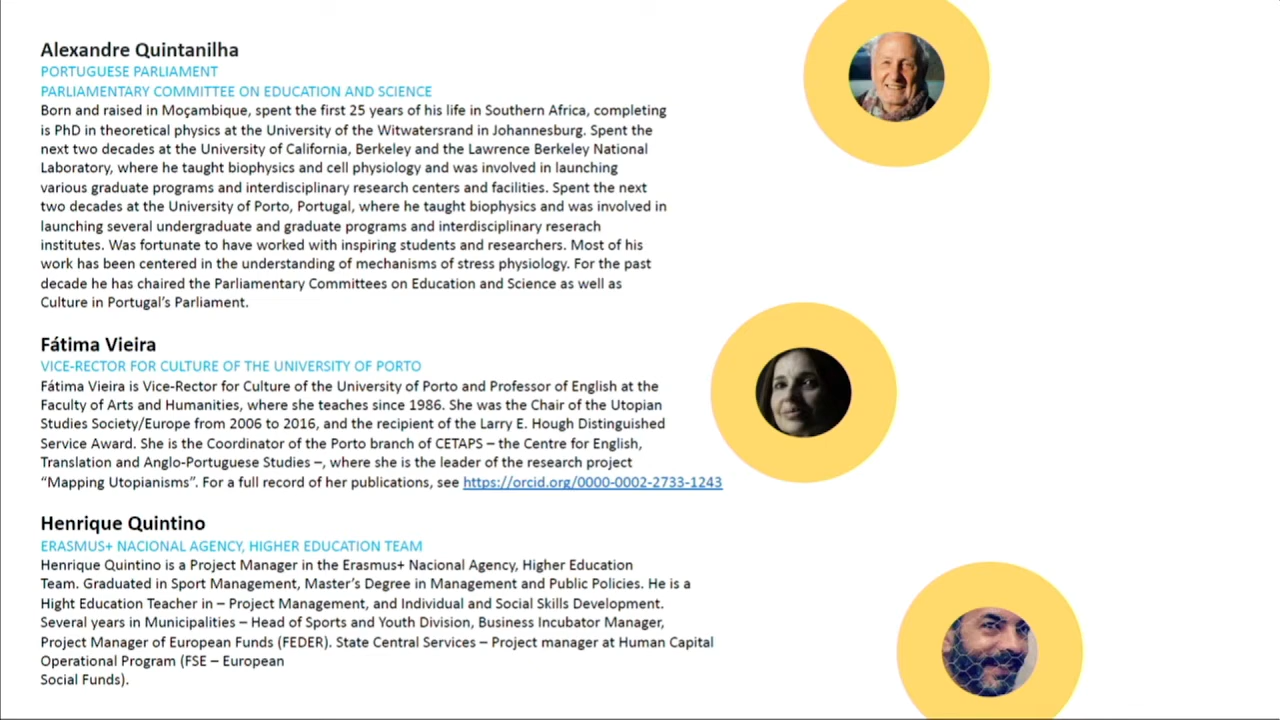 Alexandre Quintanilha
PORTUGUESE PARLIAMENT
PARLIAMENTARY COMMITTEE ON EDUCATION AND SCIENCE
Born and raised in Moçambique, spent the first 25 years of his life in Southern Africa, completing
is PhD in theoretical physics at the University of the Witwatersrand in Johannesburg. Spent the
next two decades at the University of California, Berkeley and the Lawrence Berkeley National
Laboratory, where he taught biophysics and cell physiology and was involved in launching
various graduate programs and interdisciplinary research centers and facilities. Spent the next
two decades at the University of Porto, Portugal, where he taught biophysics and was involved in
launching several undergraduate and graduate programs and interdisciplinary reserach
institutes. Was fortunate to have worked with inspiring students and researchers. Most of his
work has been centered in the understanding of mechanisms of stress physiology. For the past
decade he has chaired the Parliamentary Committees on Education and Science as well as
Culture in Portugal's Parliament.
Fátima Vieira
VICE-RECTOR FOR CULTURE OF THE UNIVERSITY OF PORTO
Fátima Vieira is Vice-Rector for Culture of the University of Porto and Professor of English at the
Faculty of Arts and Humanities, where she teaches since 1986. She was the Chair of the Utopian
Studies Society/Europe from 2006 to 2016, and the recipient of the Larry E. Hough Distinguished
Service Award. She is the Coordinator of the Porto branch of CETAPS – the Centre for English,
Translation and Anglo-Portuguese Studies –, where she is the leader of the research project
“Mapping Utopianisms”. For a full record of her publications, see https://orcid.org/0000-0002-2733-1243
Henrique Quintino
ERASMUS+ NACIONAL AGENCY, HIGHER EDUCATION TEAM
Henrique Quintino is a Project Manager in the Erasmus+ Nacional Agency, Higher Education
Team. Graduated in Sport Management, Master's Degree in Management and Public Policies. He is a
Hight Education Teacher in – Project Management, and Individual and Social Skills Development.
Several years in Municipalities – Head of Sports and Youth Division, Business Incubator Manager,
Project Manager of European Funds (FEDER). State Central Services – Project manager at Human Capital
Operational Program (FSE – European
Social Funds).